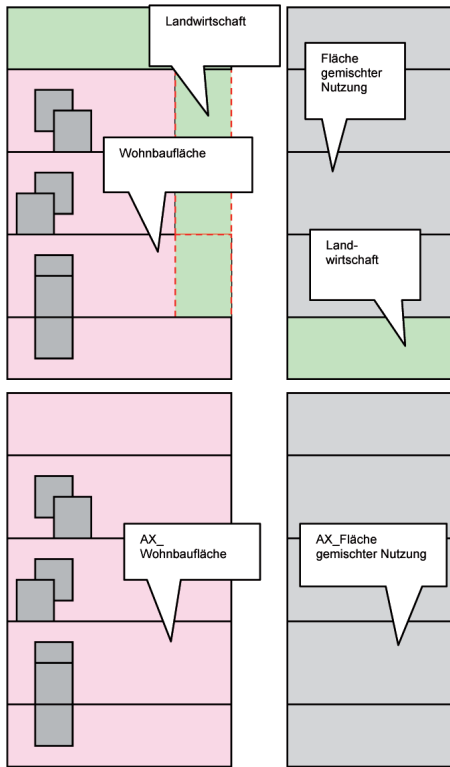 Landwirtschaft
Fläche
gemischter
Nutzung
Wohnbaufläche
Land-
wirtschaft
AX_
Wohnbaufläche
AX_Fläche
gemischter Nutzung